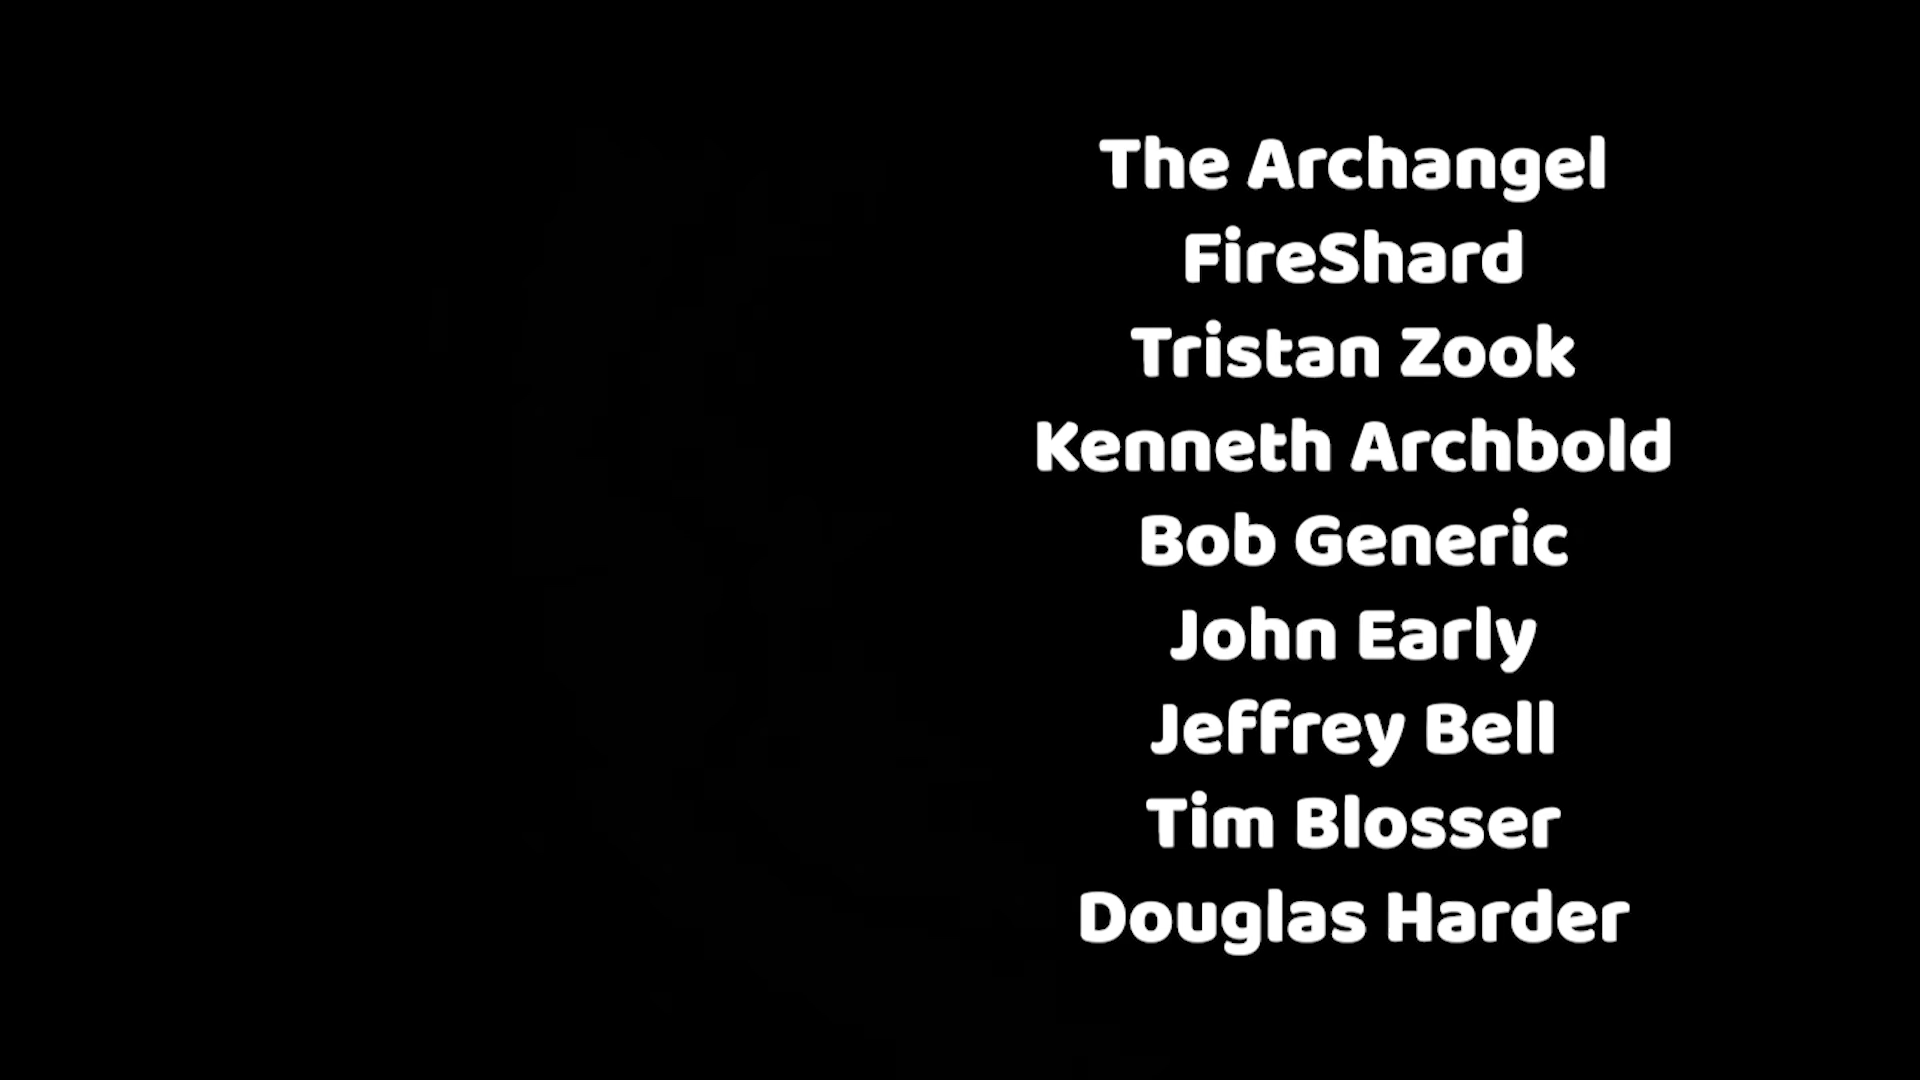 The Archangel
FireShard
Tristan Zook
Kenneth Archbold
Bob Generic
John Early
Jeffrey Bell
Tim Blosser
Douglas Harder